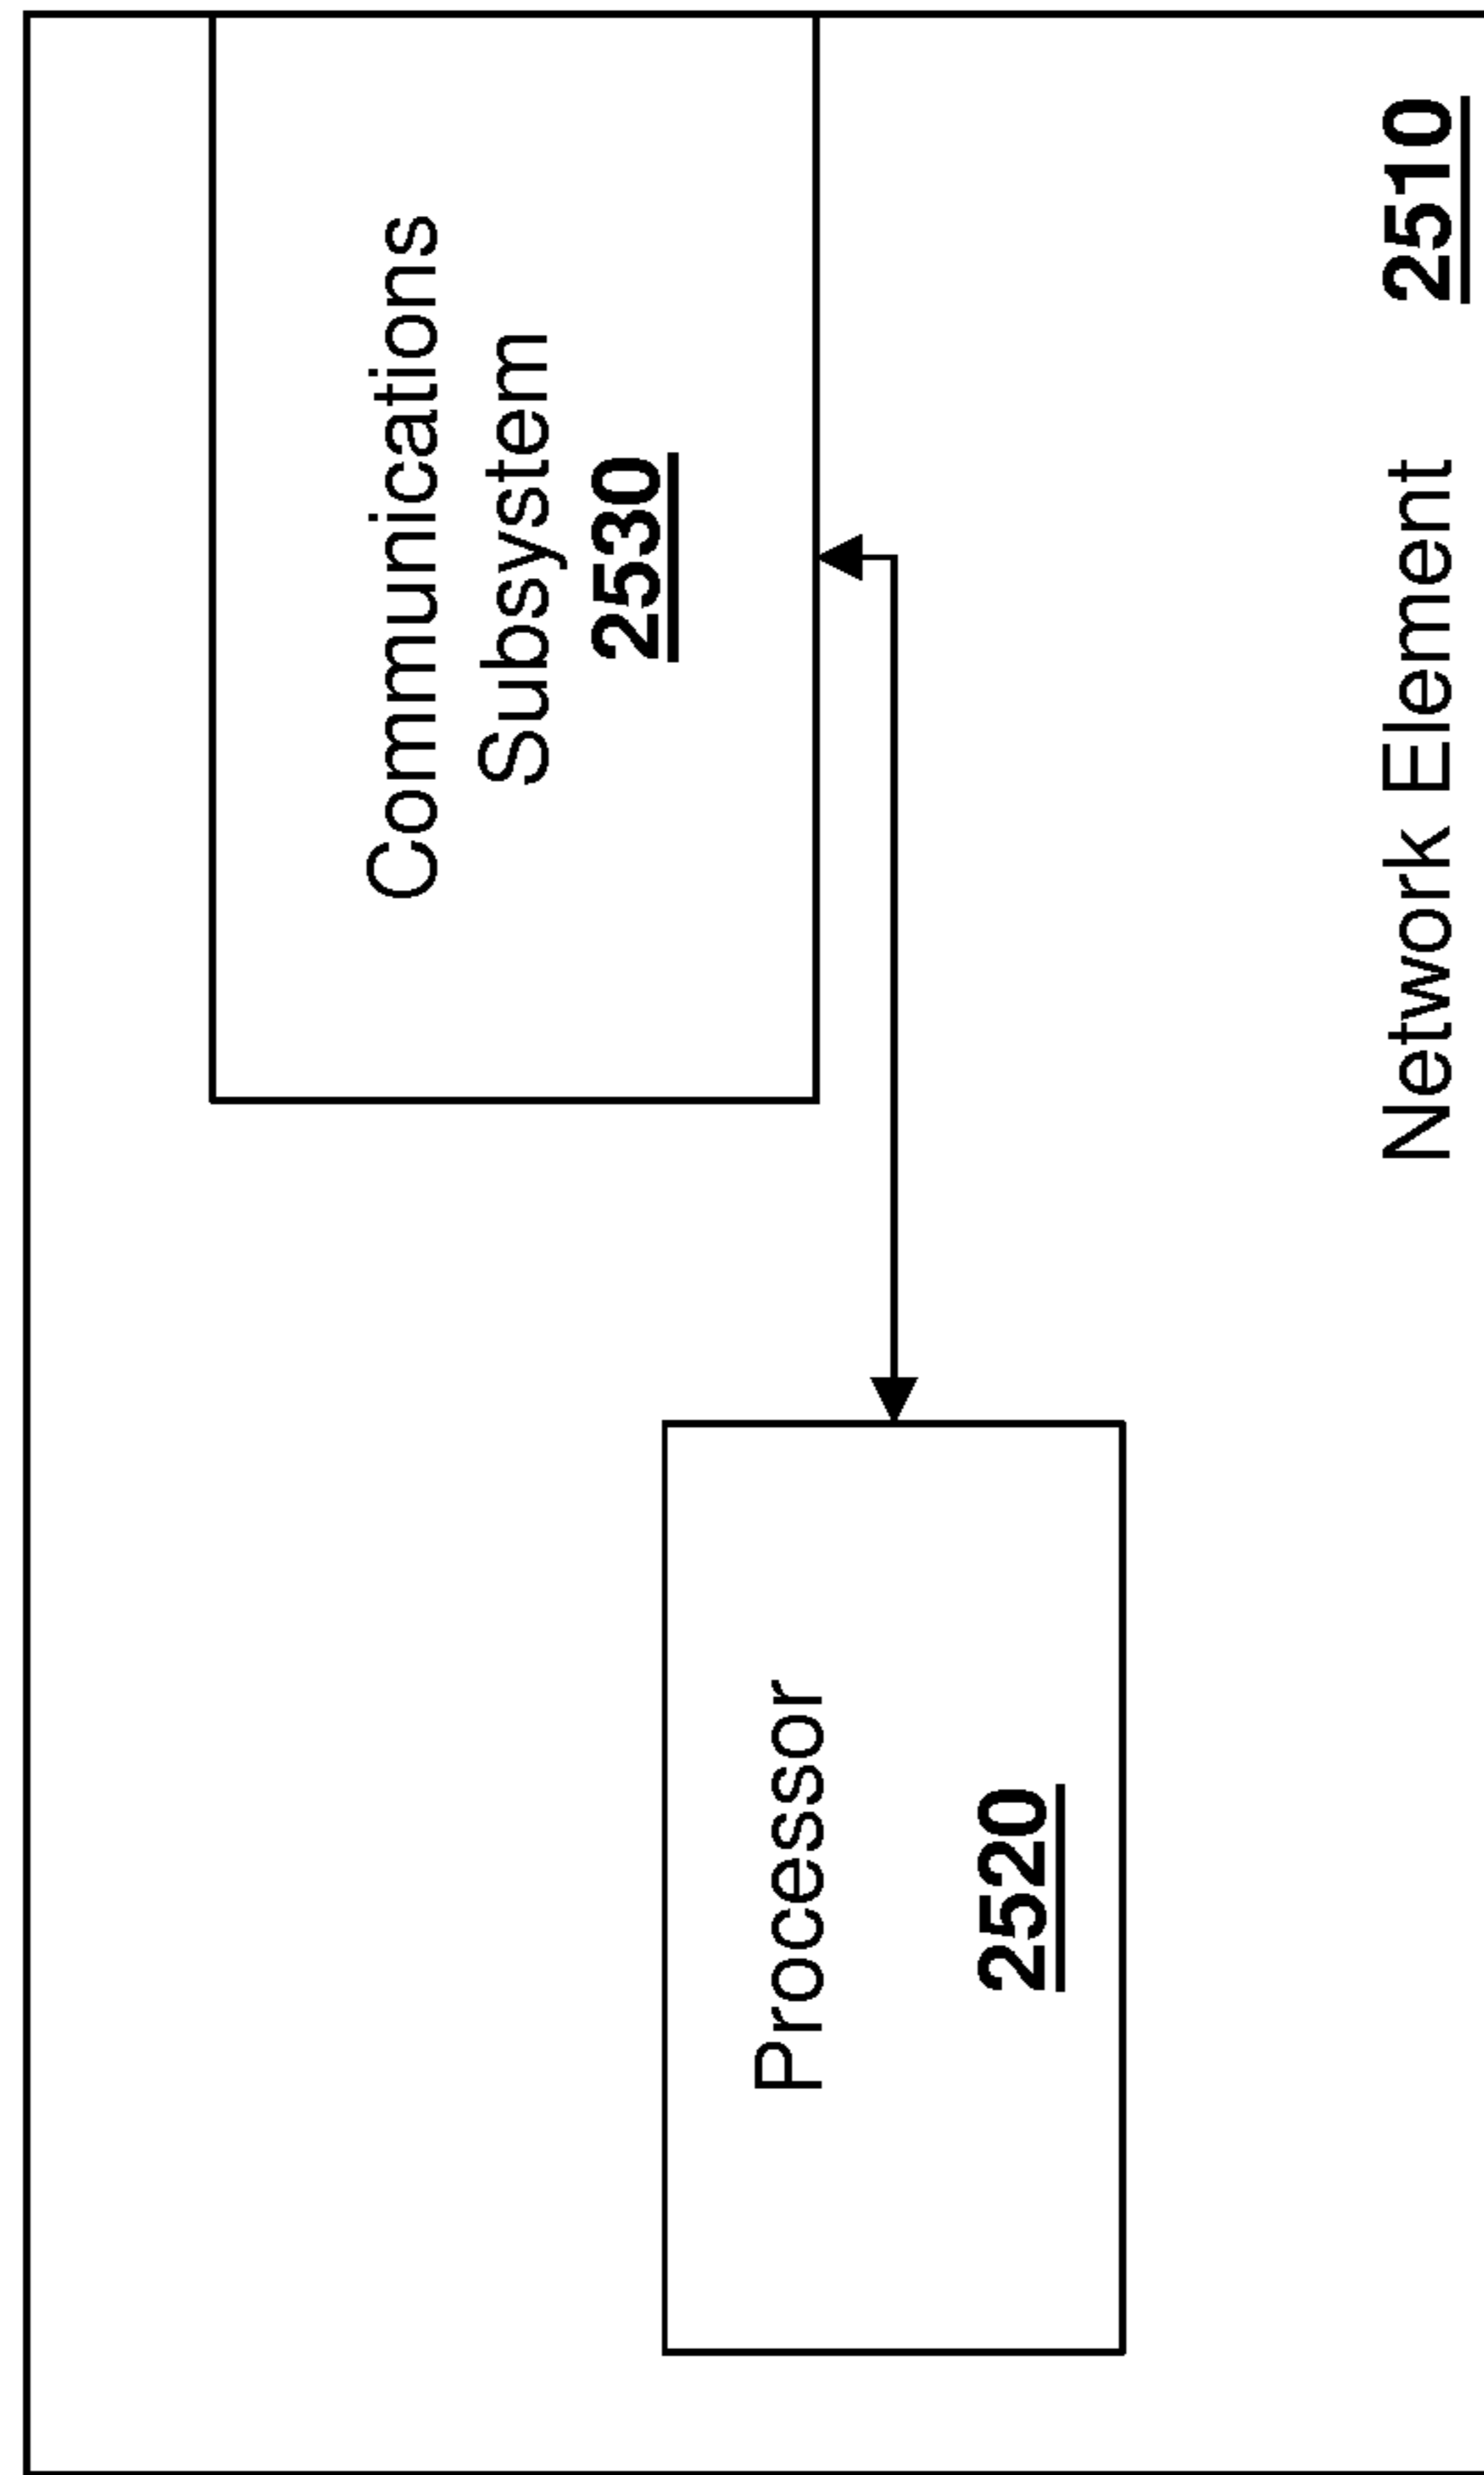 Communications
Subsystem
2530
Processor
2520
Network Element 2510